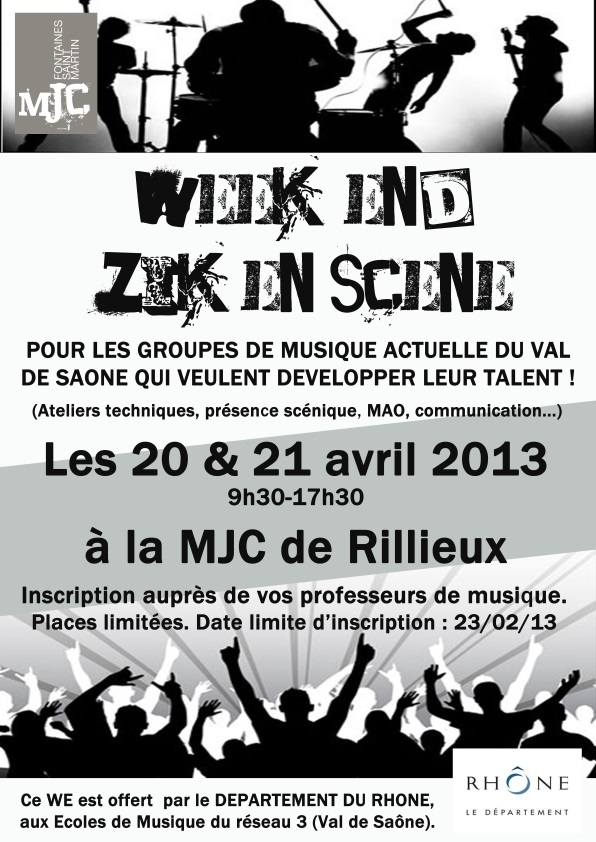 FONTAINES
SAINT
MARTIN
MJC
WEEK END
ZIK EN SCENE
POUR LES GROUPES DE MUSIQUE ACTUELLE DU VAL
DE SAONE QUI VEULENT DEVELOPPER LEUR TALENT !
(Ateliers techniques, présence scénique, MAO, communication...)
Les 20 & 21 avril 2013
9h30-17h30
à la MJC de Rillieux
Inscription auprès de vos professeurs de musique.
Places limitées. Date limite d'inscription : 23/02/13
RHÔNE
LE DÉPARTEMENT
Ce WE est offert par le DEPARTEMENT DU RHONE,
aux Ecoles de Musique du réseau 3 (Val de Saône).